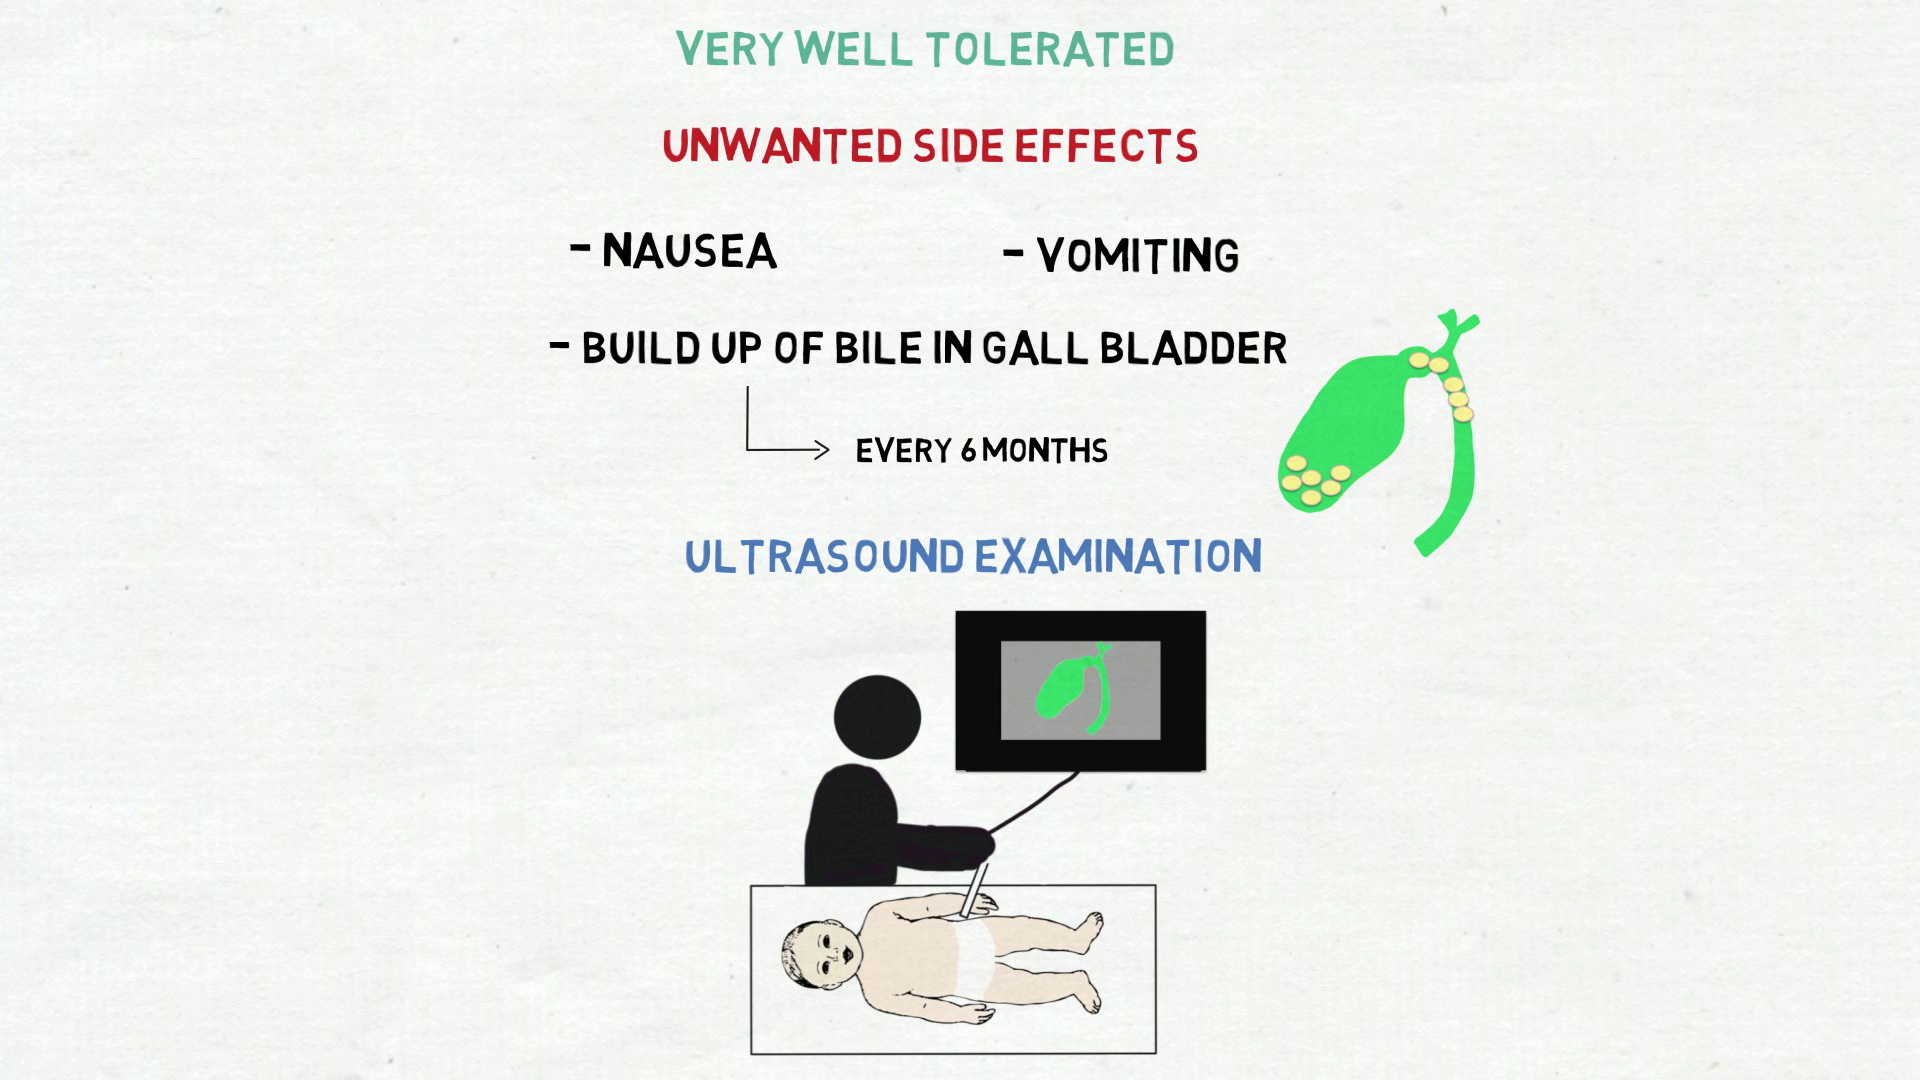 VERY WELL TOLERATED
UNWANTED SIDE EFFECTS
- NAUSEA
- VOMITING
- BUILD UP OF BILE IN GALL BLADDER
EVERY 6 MONTHS
ULTRASOUND EXAMINATION